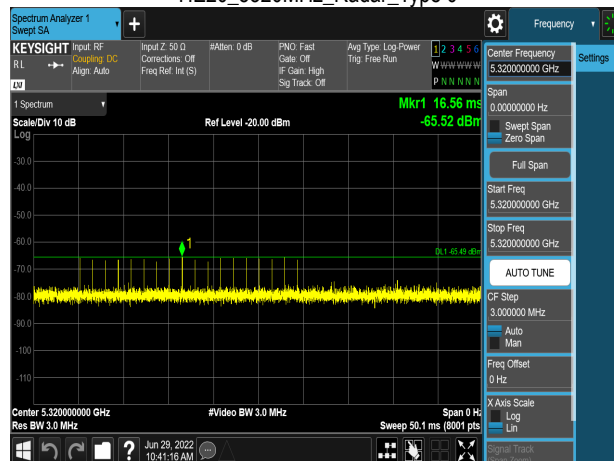 Spectrum Analyzer 1
Swept SA
Frequency
KEYSIGHT
RL
Input: RF
Coupling: DC
Align: Auto
Input Z: 50 Ω
Corrections: Off
Freq Ref: Int (S)
#Atten: 0 dB
PNO: Fast
Gate: Off
IF Gain: High
Sig Track: Off
Avg Type: Log-Power
Trig: Free Run
1 2 3 4 5 6
W W W W W W
P N N N N N
LXI
1 Spectrum
Mkr1 16.56 ms
-65.52 dBm
Scale/Div 10 dB
Ref Level -20.00 dBm
Log
-30.0
-40.0
-50.0
-60.0
-70.0
-80.0
-90.0
-100
-110
1
DL1 -65.49 dBm
Center 5.320000000 GHz
Res BW 3.0 MHz
#Video BW 3.0 MHz
Span 0 Hz
Sweep 50.1 ms (8001 pts)
Jun 29, 2022
10:41:16 AM
?
Center Frequency
5.320000000 GHz
Span
0.00000000 Hz
Swept Span
Zero Span
Full Span
Start Freq
5.320000000 GHz
Stop Freq
5.320000000 GHz
AUTO TUNE
CF Step
3.000000 MHz
Auto
Man
Freq Offset
0 Hz
X Axis Scale
Log
Lin
Signal Track
(Span Zoom)
Settings